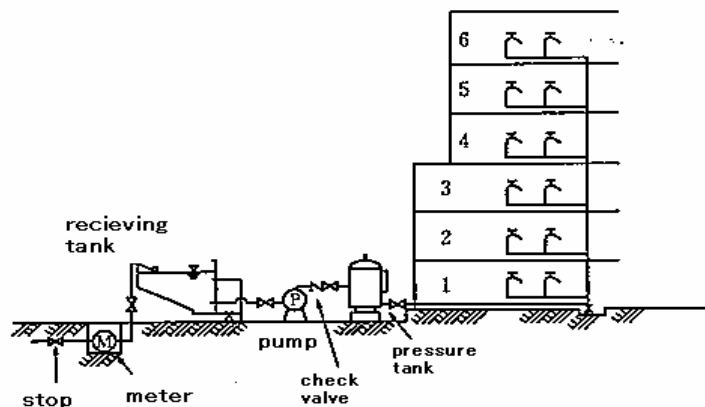 6
5
4
3
2
1
recieving
tank
P
pump
pressure
tank
check
valve
M
stop
meter